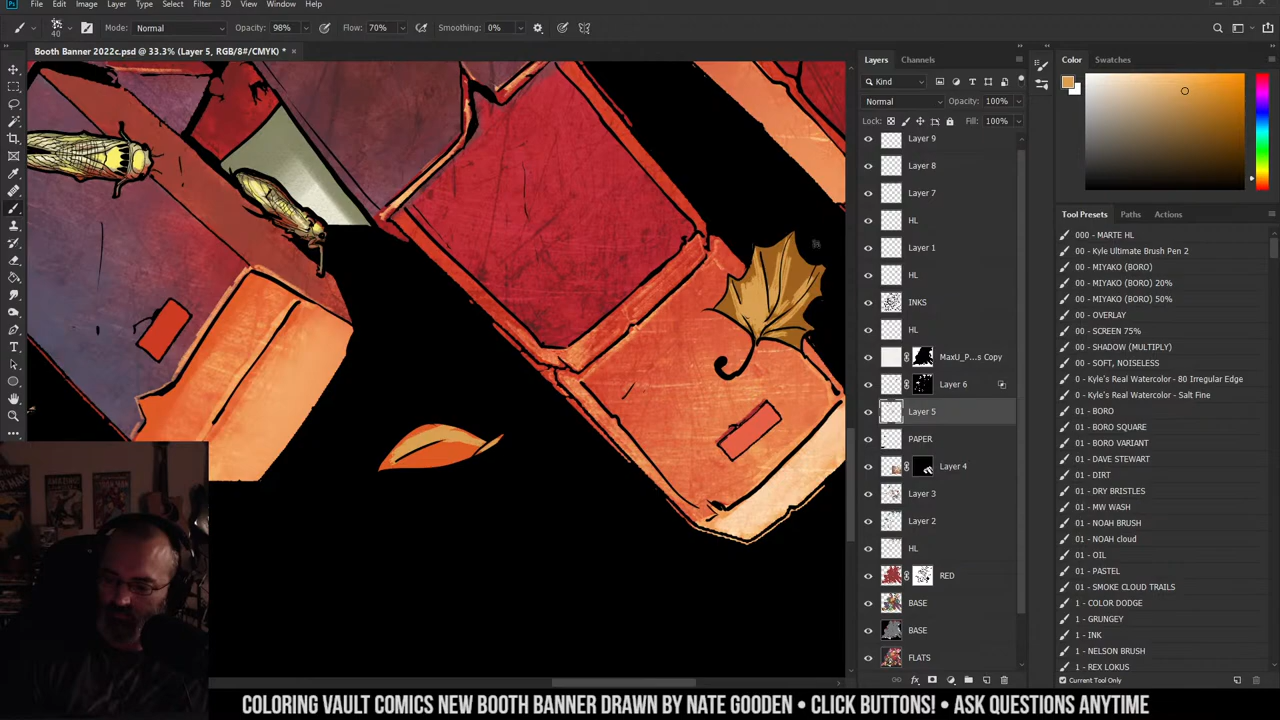 File Edit Image Layer Type Select Filter 3D View Window Help
40 Mode: Normal Opacity: 98% Flow: 70% Smoothing: 0%
Booth Banner 2022c.psd @ 33.3% (Layer 5, RGB/8#/CMYK) *
Layers Channels
Kind
Normal Opacity: 100%
Lock: Fill: 100%
Layer 9
Layer 8
Layer 7
HL
Layer 1
HL
INKS
HL
MaxU_P...s Copy
Layer 6
Layer 5
PAPER
Layer 4
Layer 3
Layer 2
HL
RED
BASE
BASE
FLATS
Color Swatches
Tool Presets Paths Actions
000 - MARTE HL
00 - Kyle Ultimate Brush Pen 2
00 - MIYAKO (BORO)
00 - MIYAKO (BORO) 20%
00 - MIYAKO (BORO) 50%
00 - OVERLAY
00 - SCREEN 75%
00 - SHADOW (MULTIPLY)
00 - SOFT, NOISELESS
0 - Kyle's Real Watercolor - 80 Irregular Edge
0 - Kyle's Real Watercolor - Salt Fine
01 - BORO
01 - BORO SQUARE
01 - BORO VARIANT
01 - DAVE STEWART
01 - DIRT
01 - DRY BRISTLES
01 - MW WASH
01 - NOAH BRUSH
01 - NOAH cloud
01 - OIL
01 - PASTEL
01 - SMOKE CLOUD TRAILS
1 - COLOR DODGE
1 - GRUNGEY
1 - INK
1 - NELSON BRUSH
1 - REX LOKUS
Current Tool Only
COLORING VAULT COMICS NEW BOOTH BANNER DRAWN BY NATE GOODEN • CLICK BUTTONS! • ASK QUESTIONS ANYTIME